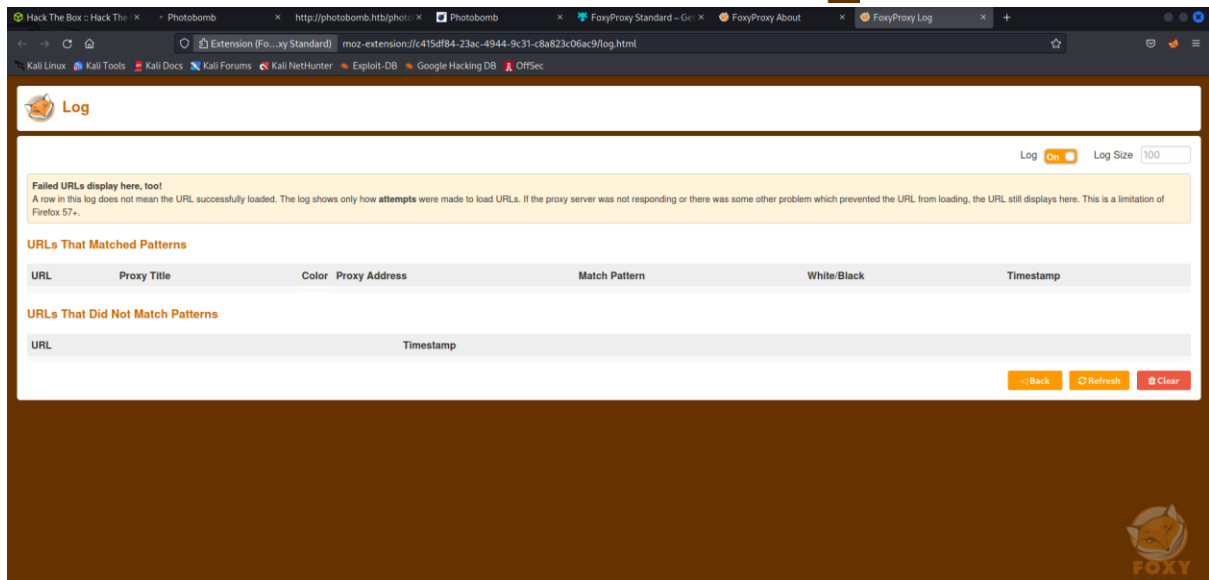 Hack The Box :: Hack The
Photobomb
http://photobomb.htb/photo
Photobomb
FoxyProxy Standard – Get
FoxyProxy About
FoxyProxy Log
Extension (Fo...xy Standard) moz-extension://c415df84-23ac-4944-9c31-c8a823c06ac9/log.html
Kali Linux Kali Tools Kali Docs Kali Forums Kali NetHunter Exploit-DB Google Hacking DB OffSec
Log
Log On Log Size 100
Failed URLs display here, too!
A row in this log does not mean the URL successfully loaded. The log shows only how attempts were made to load URLs. If the proxy server was not responding or there was some other problem which prevented the URL from loading, the URL still displays here. This is a limitation of
Firefox 57+.
URLs That Matched Patterns
URL Proxy Title Color Proxy Address Match Pattern White/Black Timestamp
URLs That Did Not Match Patterns
URL Timestamp
Back Refresh Clear
FOXY